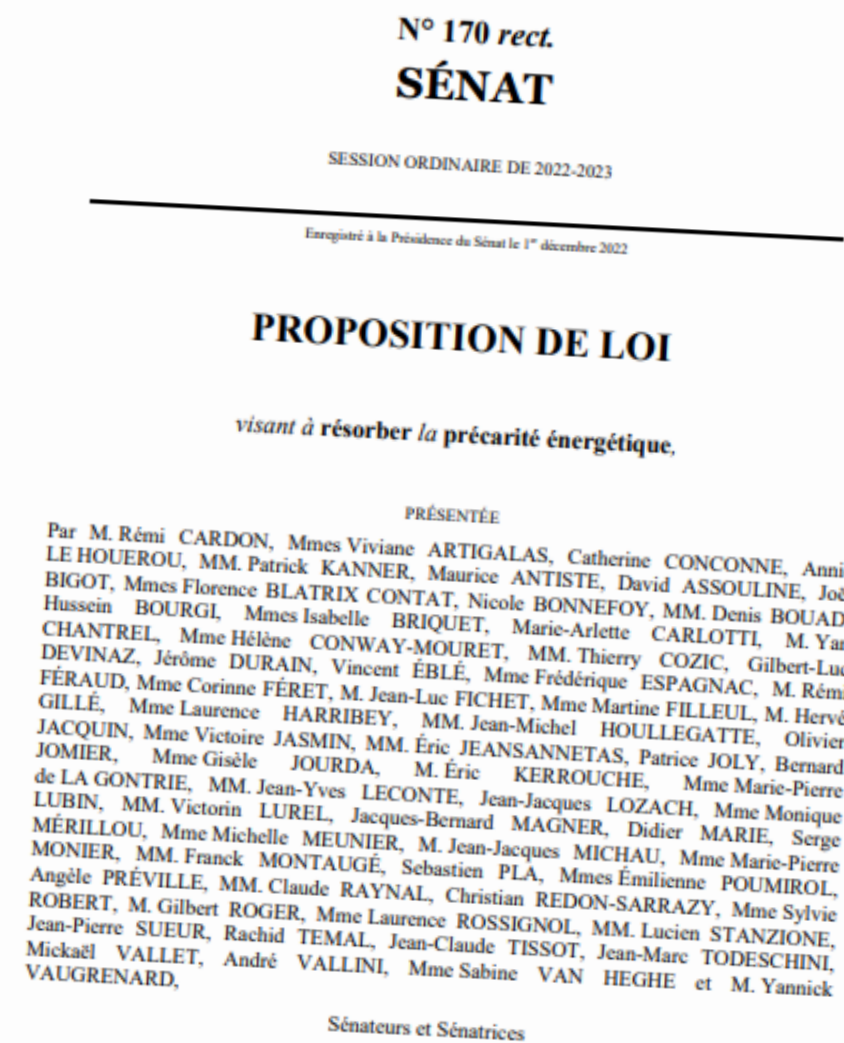 N° 170 rect.
SÉNAT
SESSION ORDINAIRE DE 2022-2023
Enregistré à la Présidence du Sénat le 1er décembre 2022
PROPOSITION DE LOI
visant à résorber la précarité énergétique,
PRÉSENTÉE
Par M. Rémi CARDON, Mmes Viviane ARTIGALAS, Catherine CONCONNE, Anni
LE HOUEROU, MM. Patrick KANNER, Maurice ANTISTE, David ASSOULINE, Joë
BIGOT, Mmes Florence BLATRIX CONTAT, Nicole BONNEFOY, MM. Denis BOUAD
Hussein BOURGI, Mmes Isabelle BRIQUET, Marie-Arlette CARLOTTI, M. Yan
CHANTREL, Mme Hélène CONWAY-MOURET, MM. Thierry COZIC, Gilbert-Luc
DEVINAZ, Jérôme DURAIN, Vincent ÉBLÉ, Mme Frédérique ESPAGNAC, M. Rémi
FÉRAUD, Mme Corinne FÉRET, M. Jean-Luc FICHET, Mme Martine FILLEUL, M. Hervé
GILLÉ, Mme Laurence HARRIBEY, MM. Jean-Michel HOULLEGATTE, Olivier
JACQUIN, Mme Victoire JASMIN, MM. Éric JEANSANNETAS, Patrice JOLY, Bernard
JOMIER, Mme Gisèle JOURDA, M. Éric KERROUCHE, Mme Marie-Pierre
de LA GONTRIE, MM. Jean-Yves LECONTE, Jean-Jacques LOZACH, Mme Monique
LUBIN, MM. Victorin LUREL, Jacques-Bernard MAGNER, Didier MARIE, Serge
MÉRILLOU, Mme Michelle MEUNIER, M. Jean-Jacques MICHAU, Mme Marie-Pierre
MONIER, MM. Franck MONTAUGÉ, Sebastien PLA, Mmes Émilienne POUMIROL,
Angèle PRÉVILLE, MM. Claude RAYNAL, Christian REDON-SARRAZY, Mme Sylvie
ROBERT, M. Gilbert ROGER, Mme Laurence ROSSIGNOL, MM. Lucien STANZIONE,
Jean-Pierre SUEUR, Rachid TEMAL, Jean-Claude TISSOT, Jean-Marc TODESCHINI,
Mickaël VALLET, André VALLINI, Mme Sabine VAN HEGHE et M. Yannick
VAUGRENARD,
Sénateurs et Sénatrices